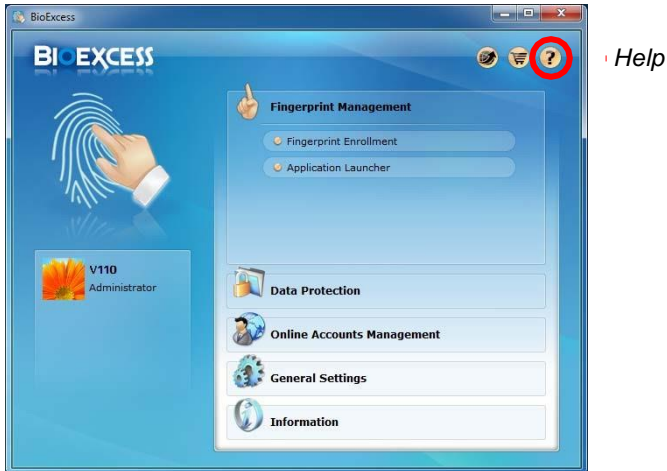 BioExcess
BIOEXCESS
? Help
Fingerprint Management
Fingerprint Enrollment
Application Launcher
V110
Administrator
Data Protection
Online Accounts Management
General Settings
Information